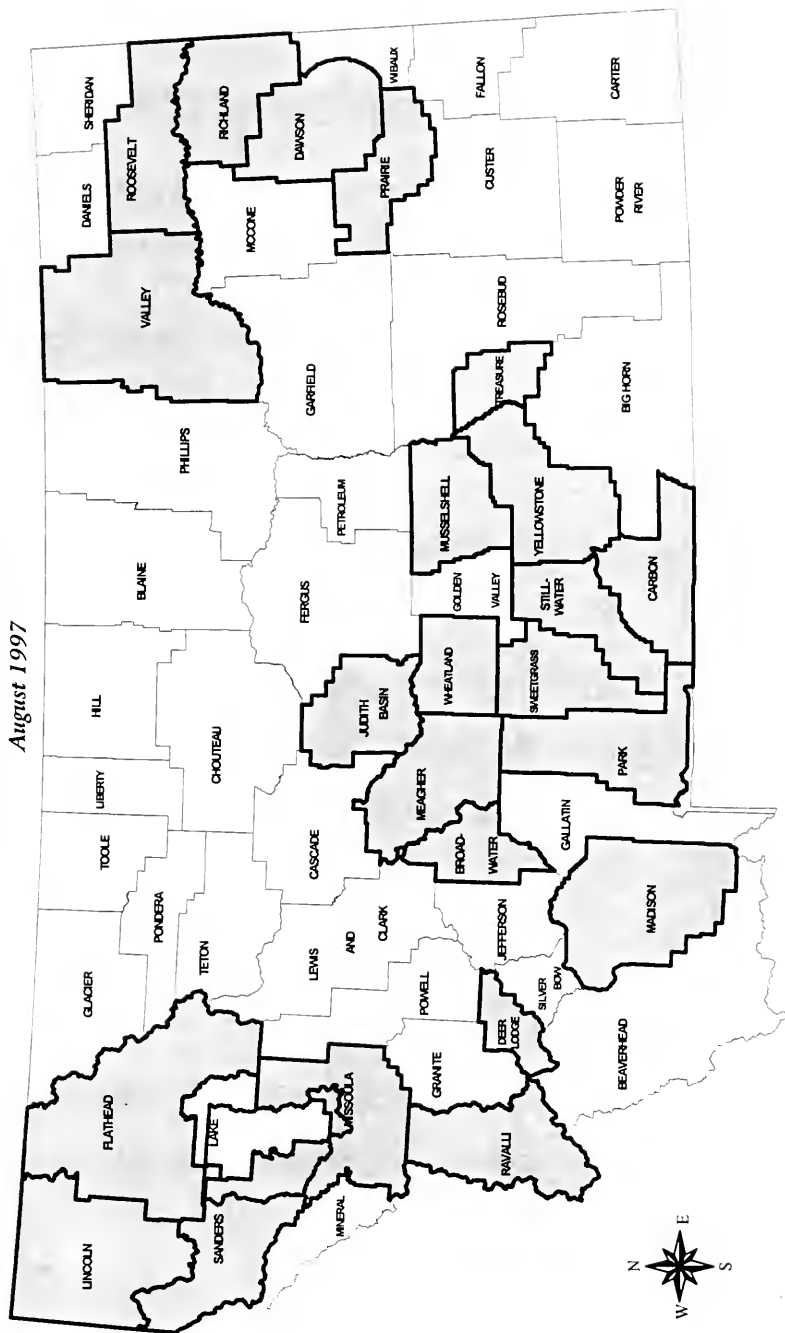 August 1997
LINCOLN
FLATHEAD
GLACIER
TOOLE
LIBERTY
HILL
BLAINE
PHILLIPS
VALLEY
DANIELS
SHERIDAN
ROOSEVELT
SANDERS
LAKE
PONDERA
TETON
CHOUTEAU
RICHLAND
MCCONE
DAWSON
GARFIELD
MINERAL
MISSOULA
LEWIS
AND
CLARK
CASCADE
JUDITH
BASIN
FERGUS
PETROLEUM
PRAIRIE
WIBAUX
POWELL
GRANITE
RAVALLI
MEAGHER
BROAD-
WATER
WHEATLAND
GOLDEN
VALLEY
MUSSELSHELL
TREASURE
ROSEBUD
CUSTER
FALLON
DEER
LODGE
JEFFERSON
SILVER
BOW
GALLATIN
PARK
SWEETGRASS
STILL-
WATER
YELLOWSTONE
BIG HORN
POWDER
RIVER
CARTER
BEAVERHEAD
MADISON
CARBON
N
W
E
S